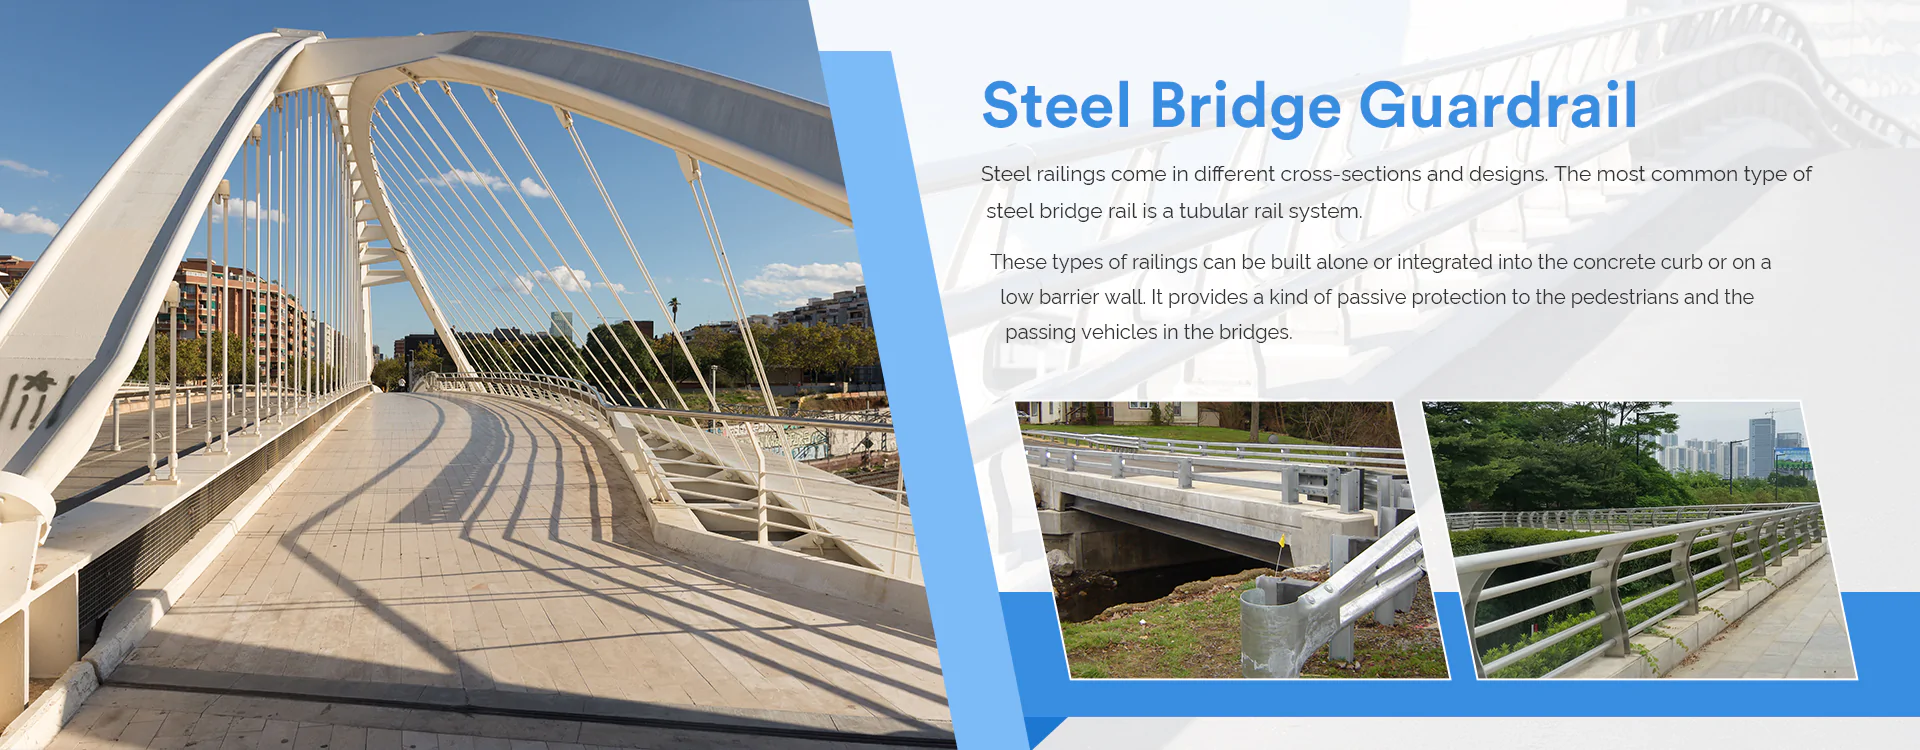 Steel Bridge Guardrail
Steel railings come in different cross-sections and designs. The most common type of
steel bridge rail is a tubular rail system.
These types of railings can be built alone or integrated into the concrete curb or on a
low barrier wall. It provides a kind of passive protection to the pedestrians and the
passing vehicles in the bridges.